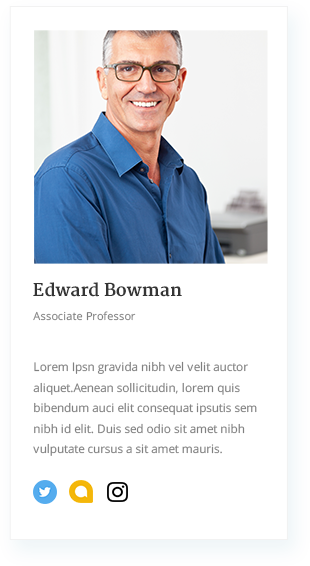 Edward Bowman
Associate Professor
Lorem Ipsn gravida nibh vel velit auctor
aliquet.Aenean sollicitudin, lorem quis
bibendum auci elit consequat ipsutis sem
nibh id elit. Duis sed odio sit amet nibh
vulputate cursus a sit amet mauris.